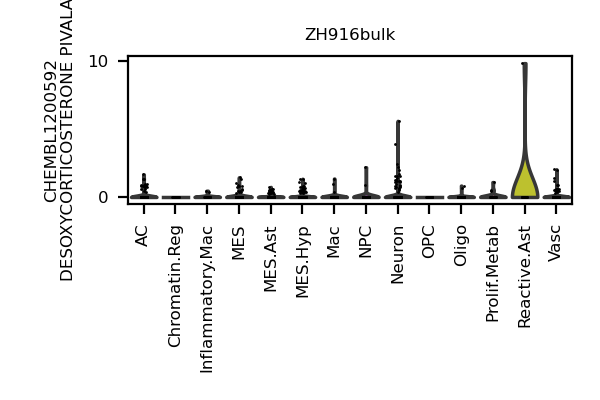 ZH916bulk
CHEMBL1200592
DESOXYCORTICOSTERONE PIVALA
10
0
AC
Chromatin.Reg
Inflammatory.Mac
MES
MES.Ast
MES.Hyp
Mac
NPC
Neuron
OPC
Oligo
Prolif.Metab
Reactive.Ast
Vasc